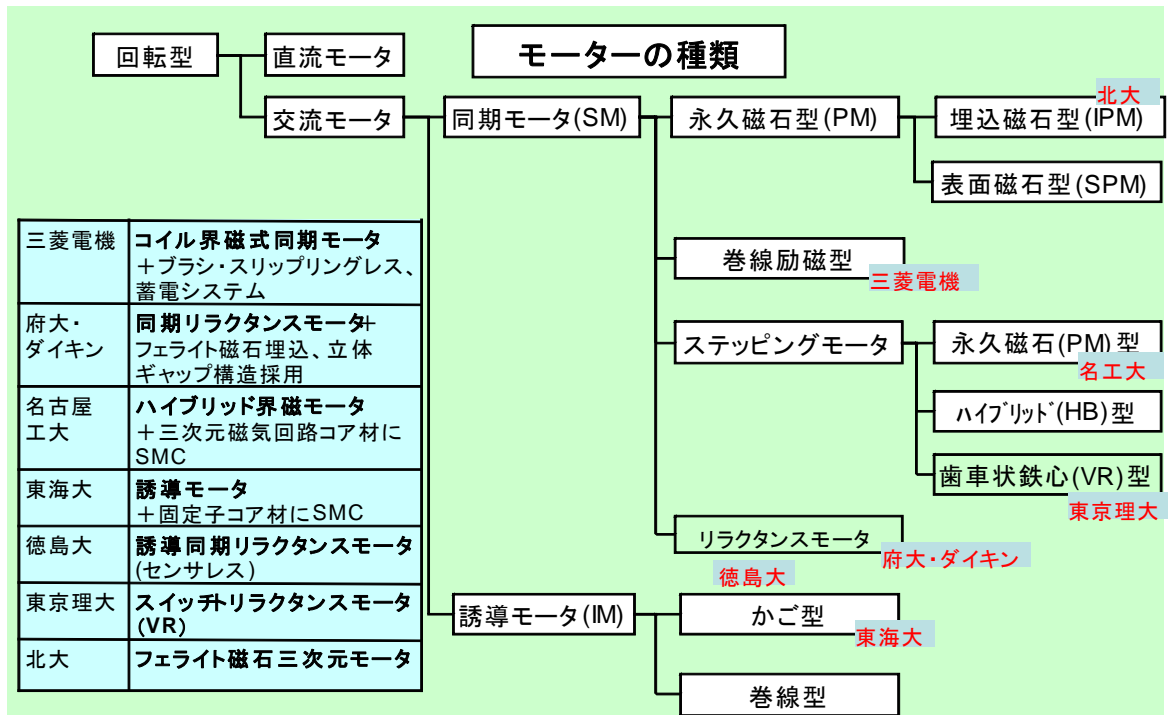 モーターの種類
回転型
直流モータ
交流モータ
同期モータ(SM)
永久磁石型(PM)
北大
埋込磁石型(IPM)
表面磁石型(SPM)
巻線励磁型
三菱電機
ステッピングモータ
永久磁石(PM)型
名工大
ハイブリッド(HB)型
歯車状鉄心(VR)型
東京理大
リラクタンスモータ
府大・ダイキン
徳島大
誘導モータ(IM)
かご型
東海大
巻線型
三菱電機
コイル界磁式同期モータ
＋ブラシ・スリップリングレス、
蓄電システム
府大・
ダイキン
同期リラクタンスモータ+
フェライト磁石埋込、立体
ギャップ構造採用
名古屋
工大
ハイブリッド界磁モータ
＋三次元磁気回路コア材に
SMC
東海大
誘導モータ
＋固定子コア材にSMC
徳島大
誘導同期リラクタンスモータ
(センサレス)
東京理大
スイッチトリラクタンスモータ
(VR)
北大
フェライト磁石三次元モータ